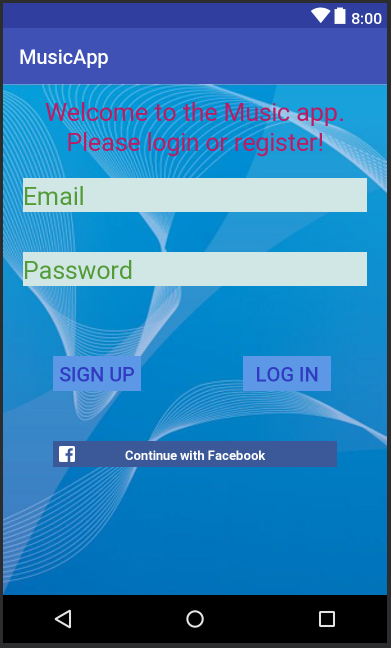 8:00
MusicApp
Welcome to the Music app.
Please login or register!
Email
Password
SIGN UP LOG IN
Continue with Facebook